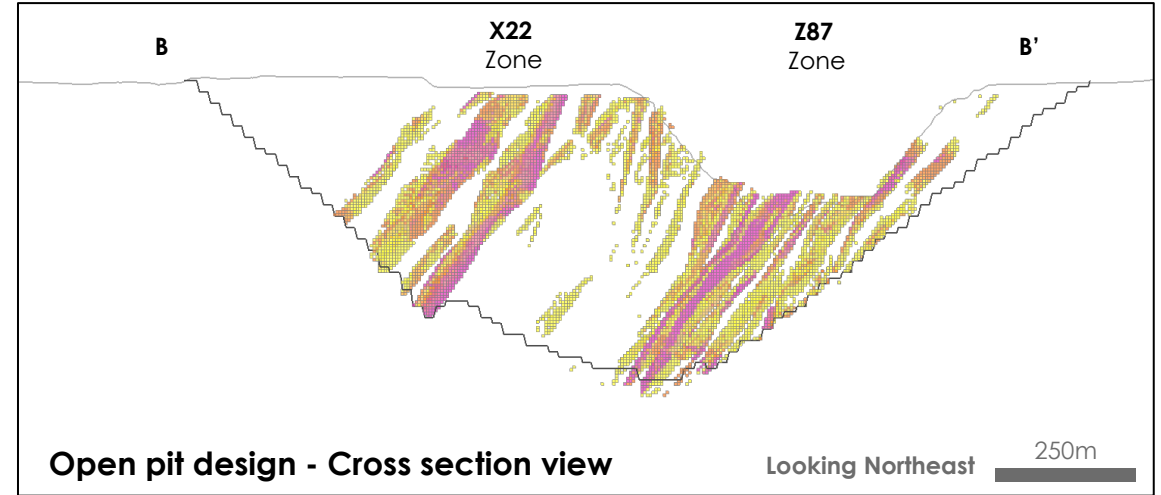 B
X22
Zone
Z87
Zone
B’
Open pit design - Cross section view
Looking Northeast
250m